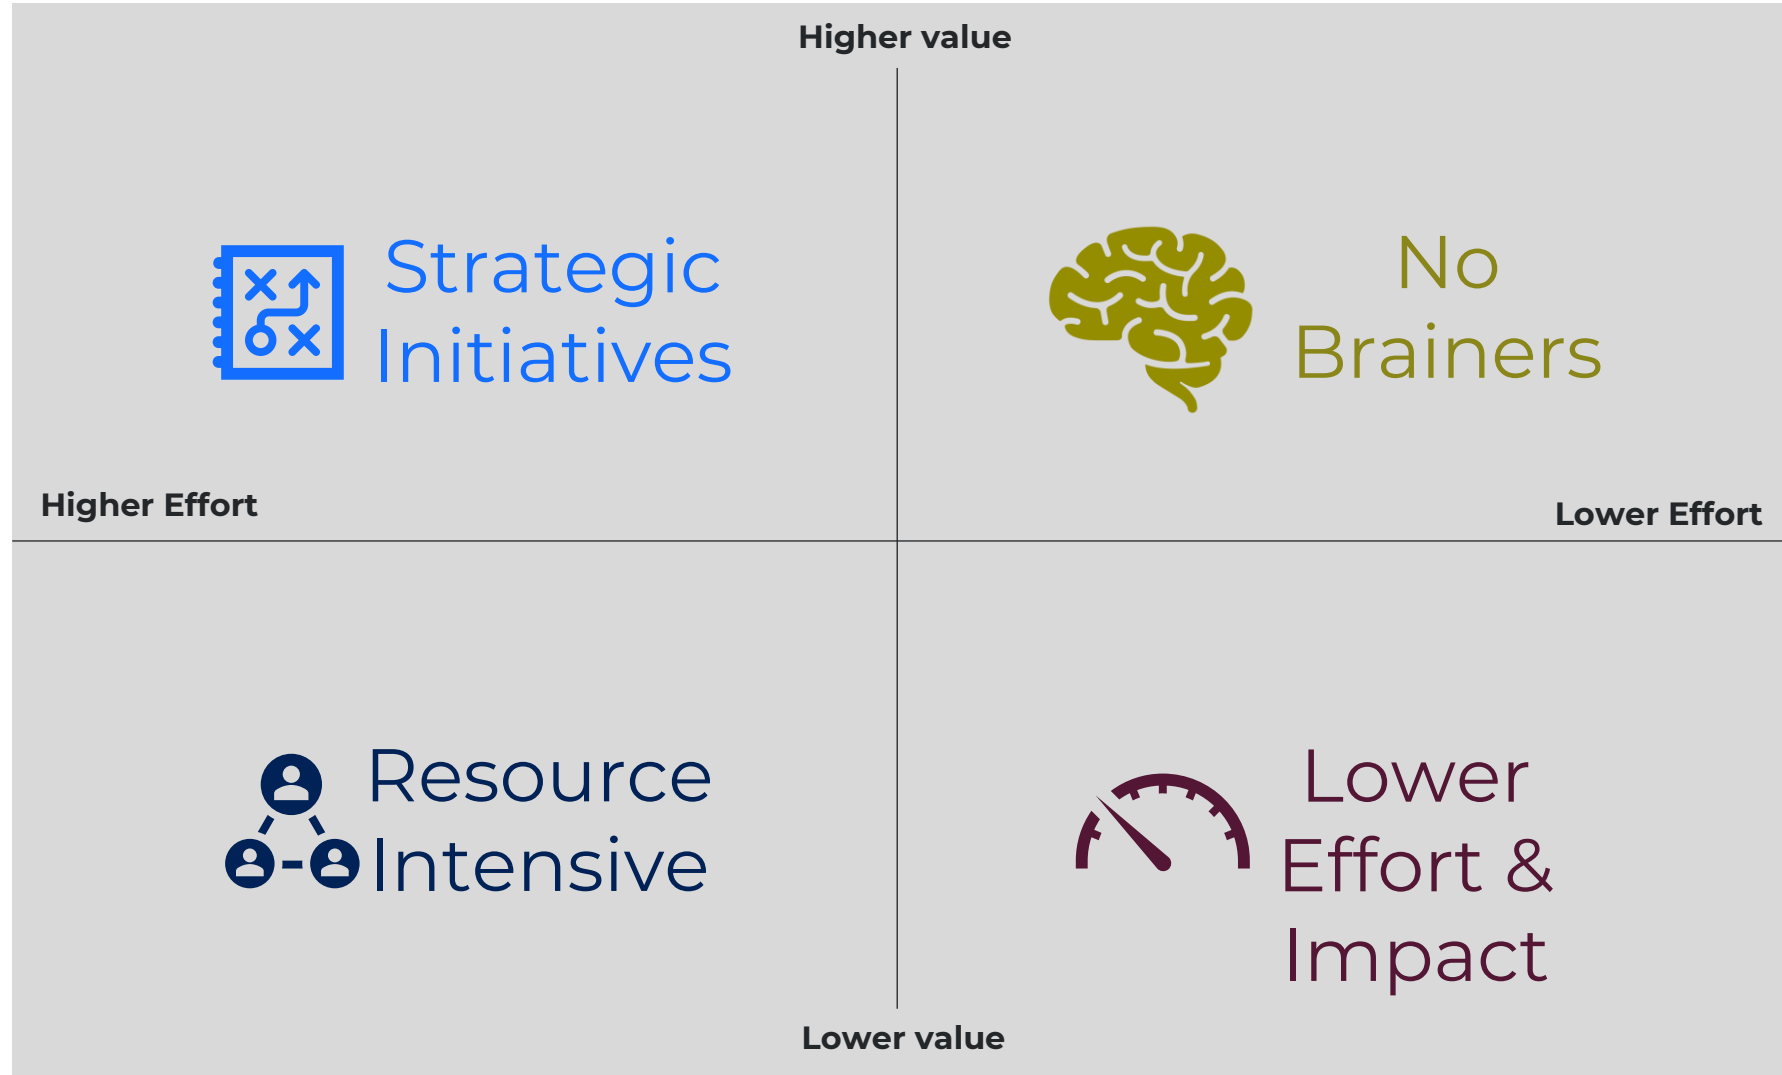 Higher value
Strategic
Initiatives
No
Brainers
Higher Effort
Lower Effort
Resource
Intensive
Lower
Effort &
Impact
Lower value